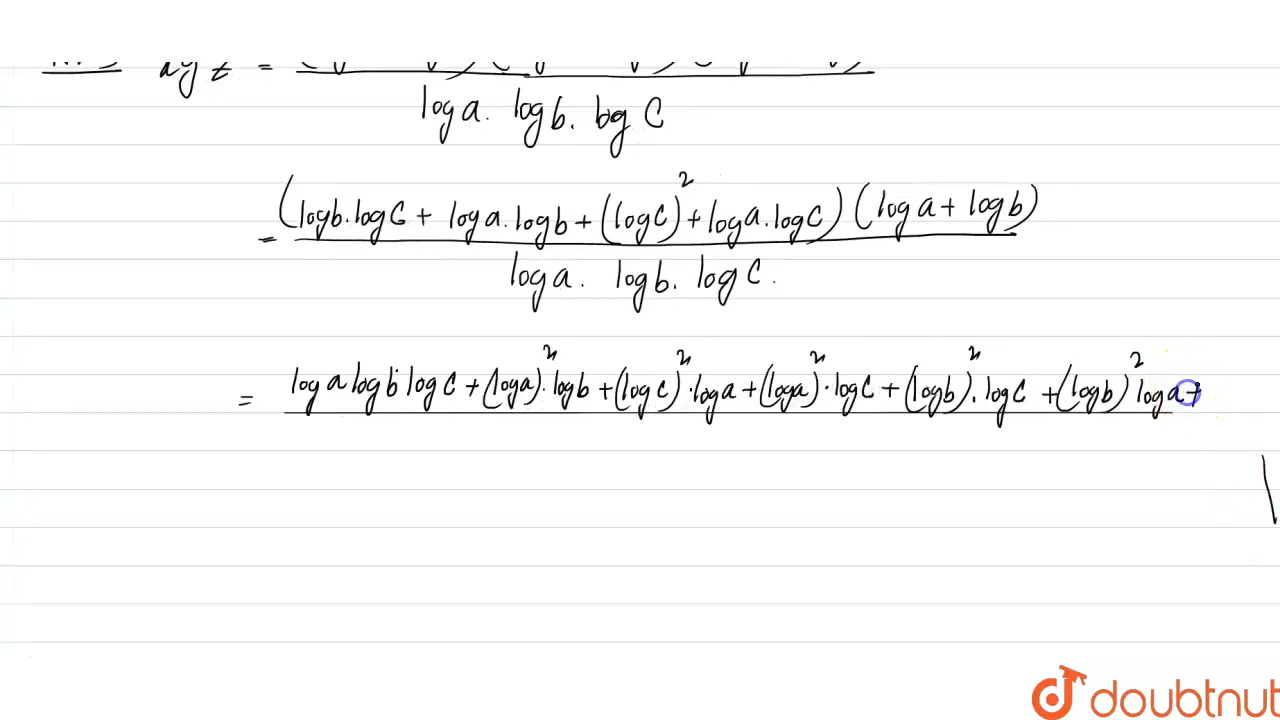 xyz =
log a. log b. log C
= (log b. log C + log a. log b + (log C)² + log a. log C) (log a + log b)
log a. log b. log C.
= log a log b log C + (log a)². log b + (log C)². log a + (log a)². log C + (log b)². log C + (log b)² log a +
doubtnut